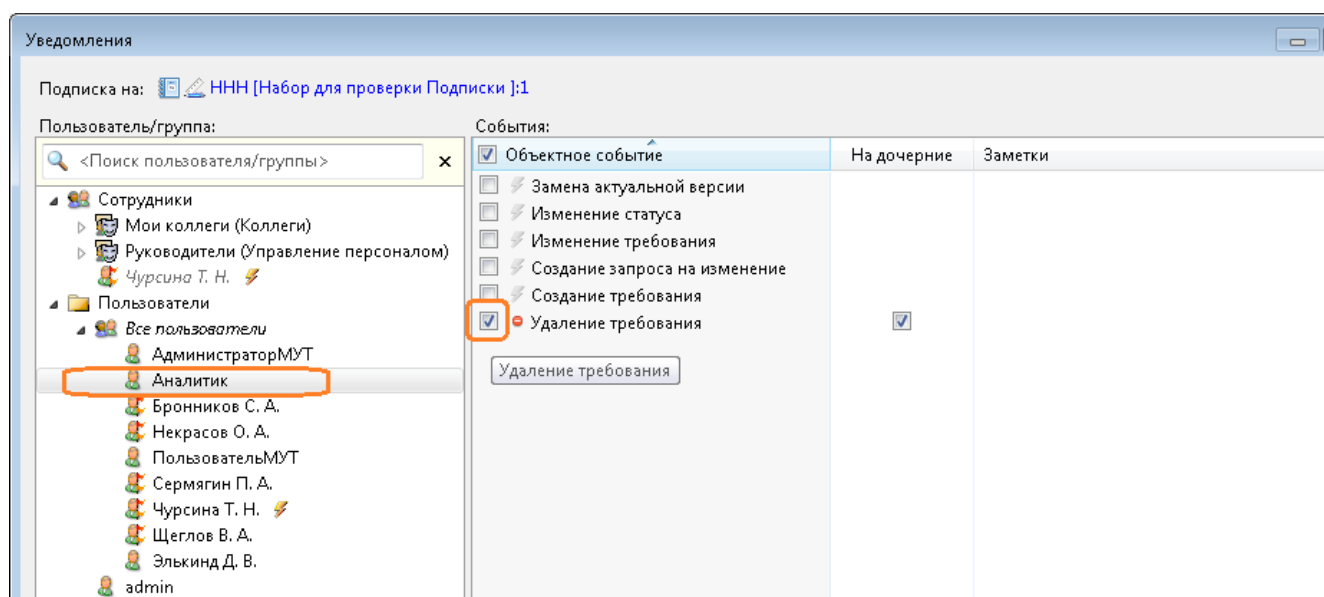 Уведомления
Подписка на: ННН [Набор для проверки Подписки ]:1
Пользователь/группа:
<Поиск пользователя/группы>
Сотрудники
Мои коллеги (Коллеги)
Руководители (Управление персоналом)
Чурсина Т. Н.
Пользователи
Все пользователи
АдминистраторМУТ
Аналитик
Бронников С. А.
Некрасов О. А.
ПользовательМУТ
Сермягин П. А.
Чурсина Т. Н.
Щеглов В. А.
Элькинд Д. В.
admin
События:
Объектное событие На дочерние Заметки
Замена актуальной версии
Изменение статуса
Изменение требования
Создание запроса на изменение
Создание требования
Удаление требования
Удаление требования